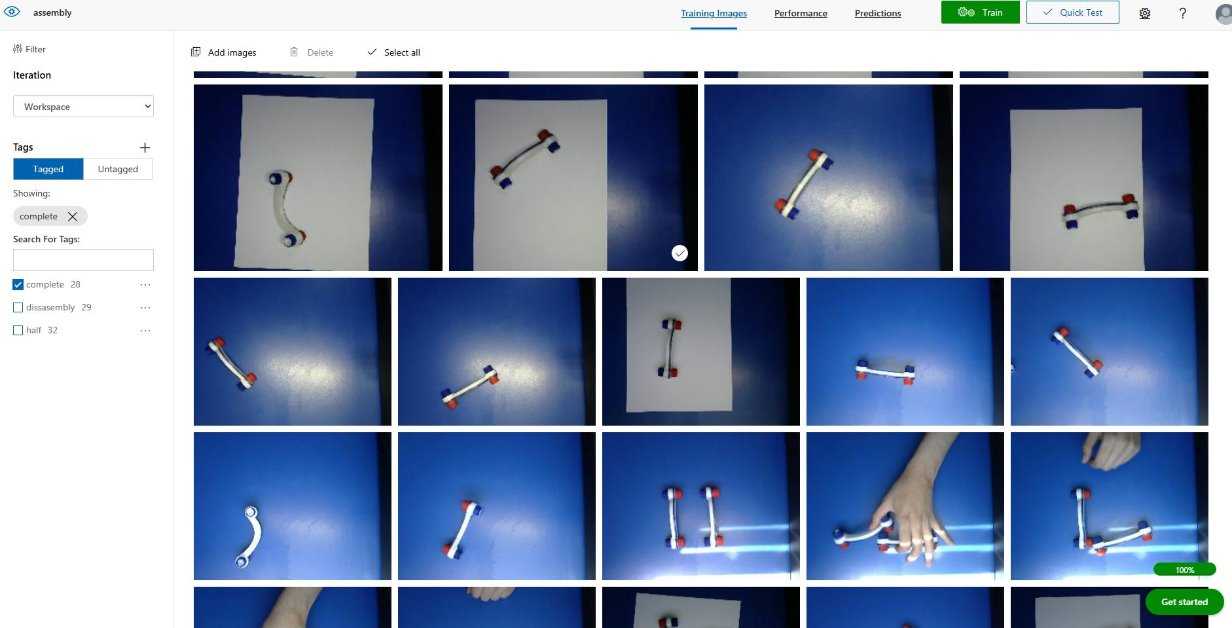 assembly
Training Images
Performance
Predictions
Train
Quick Test
?
Filter
Add images
Delete
Select all
Iteration
Workspace
Tags
Tagged
Untagged
Showing:
complete
Search For Tags:
complete 28
dissasembly 29
half 32
100%
Get started